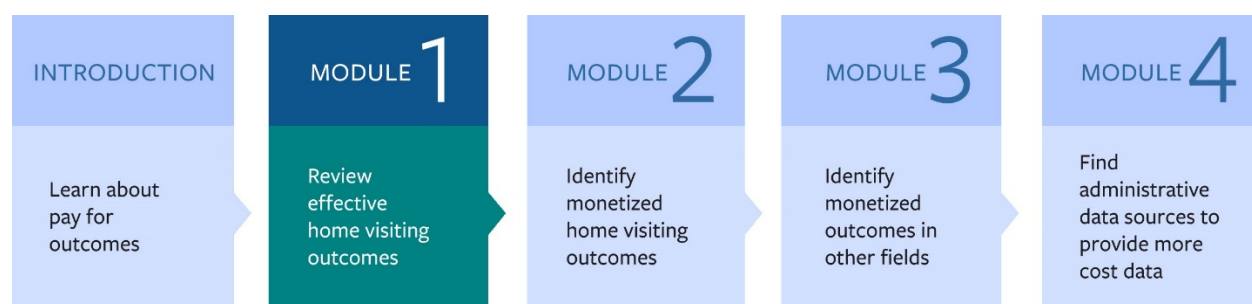 INTRODUCTION
Learn about
pay for
outcomes
MODULE 1
Review
effective
home visiting
outcomes
MODULE 2
Identify
monetized
home visiting
outcomes
MODULE 3
Identify
monetized
outcomes in
other fields
MODULE 4
Find
administrative
data sources to
provide more
cost data